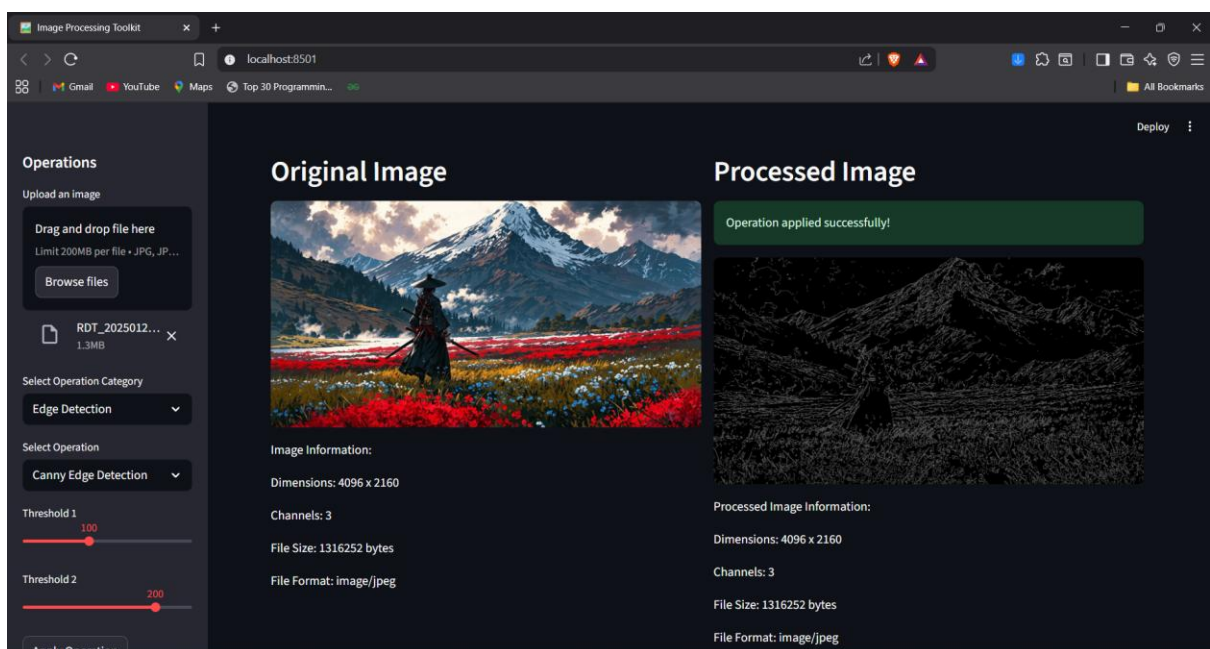 Image Processing Toolkit
localhost:8501
Gmail YouTube Maps Top 30 Programmin...
All Bookmarks
Deploy
Operations
Upload an image
Drag and drop file here
Limit 200MB per file • JPG, JP...
Browse files
RDT_2025012...
1.3MB
Select Operation Category
Edge Detection
Select Operation
Canny Edge Detection
Threshold 1
100
Threshold 2
200
Apply Operation
Original Image
Image Information:
Dimensions: 4096 x 2160
Channels: 3
File Size: 1316252 bytes
File Format: image/jpeg
Processed Image
Operation applied successfully!
Processed Image Information:
Dimensions: 4096 x 2160
Channels: 3
File Size: 1316252 bytes
File Format: image/jpeg